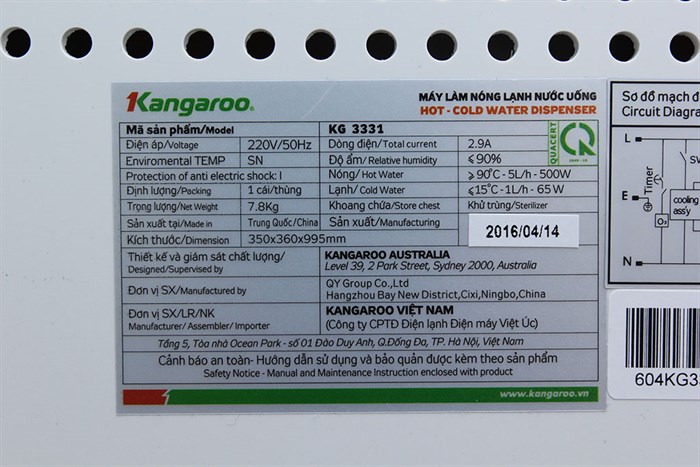 1Kangaroo®
MÁY LÀM NÓNG LẠNH NƯỚC UỐNG
HOT - COLD WATER DISPENSER
Mã sản phẩm/Model KG 3331
Điện áp/Voltage 220V/50Hz Dòng điện/Total current 2.9A
Enviromental TEMP SN Độ ẩm/ Relative humidity ⩽90%
Protection of anti electric shock: I Nóng/ Hot Water ⩾90°C - 5L/h - 500W
Định lượng/Packing 1 cái/thùng Lạnh/ Cold Water ⩽15°C - 1L/h - 65W
Trọng lượng/Net Weight 7.8Kg Khoang chứa/Store chest Khử trùng/Sterilizer
Sản xuất tại/Made in Trung Quốc/China Sản xuất/Manufacturing 2016/04/14
Kích thước/Dimension 350x360x995mm
QUACERT
Thiết kế và giám sát chất lượng/
Designed/Supervised by
KANGAROO AUSTRALIA
Level 39, 2 Park Street, Sydney 2000, Australia
Đơn vị SX/Manufactured by
QY Group Co.,Ltd
Hangzhou Bay New District,Cixi,Ningbo,China
Đơn vị SX/LR/NK
Manufacturer/ Assembler/ Importer
KANGAROO VIỆT NAM
(Công ty CPTD Điện lạnh Điện máy Việt Úc)
Tầng 5, Tòa nhà Ocean Park - số 01 Đào Duy Anh, Q.Đống Đa, TP. Hà Nội, Việt Nam
Cảnh báo an toàn- Hướng dẫn sử dụng và bảo quản được kèm theo sản phẩm
Safety Notice - Manual and Maintenance Instruction enclosed with product
www.kangaroo.vn
Sơ đồ mạch đ
Circuit Diagra
L
SW
Timer
E
O₃
cooling
ass'y
N
604KG3